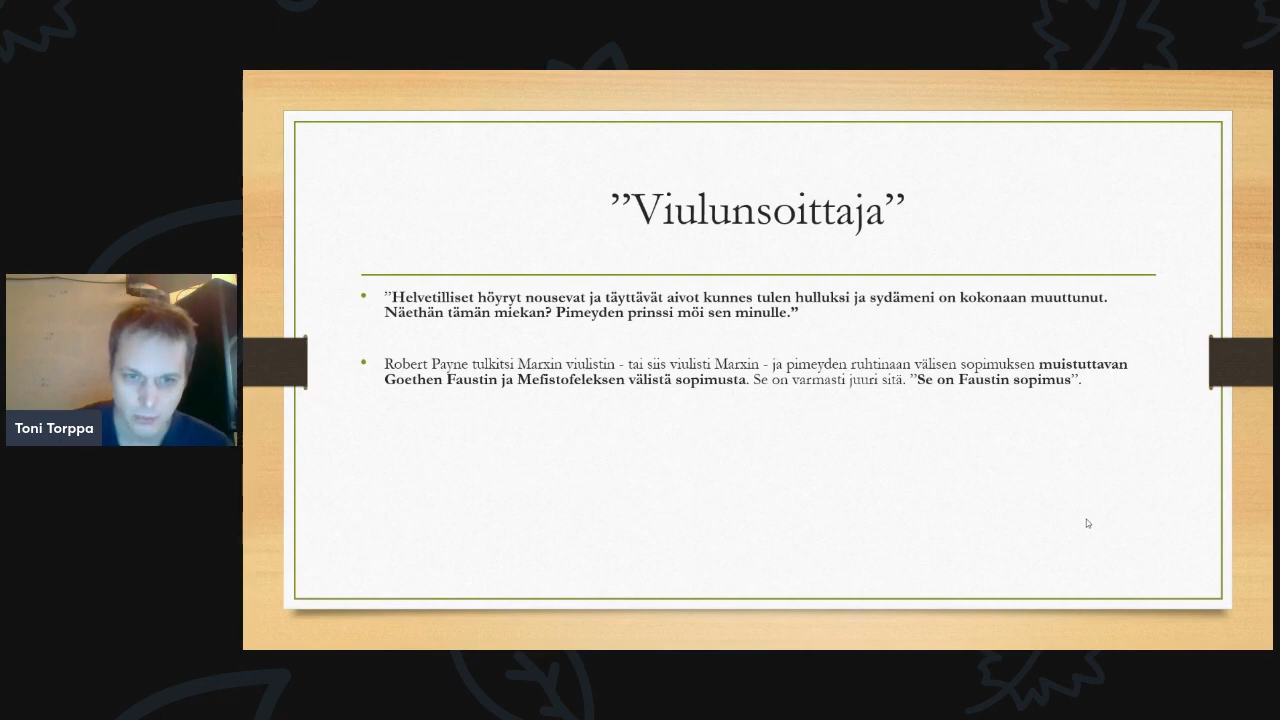 ”Viulunsoittaja”
”Helvetilliset höyryt nousevat ja täyttävät aivot kunnes tulen hulluksi ja sydämeni on kokonaan muuttunut.
Näethän tämän miekan? Pimeyden prinssi möi sen minulle.”
Robert Payne tulkitsi Marxin viulistin - tai siis viulisti Marxin - ja pimeyden ruhtinaan välisen sopimuksen muistuttavan
Goethen Faustin ja Mefistofeleksen välistä sopimusta. Se on varmasti juuri sitä. ”Se on Faustin sopimus”.
Toni Torppa